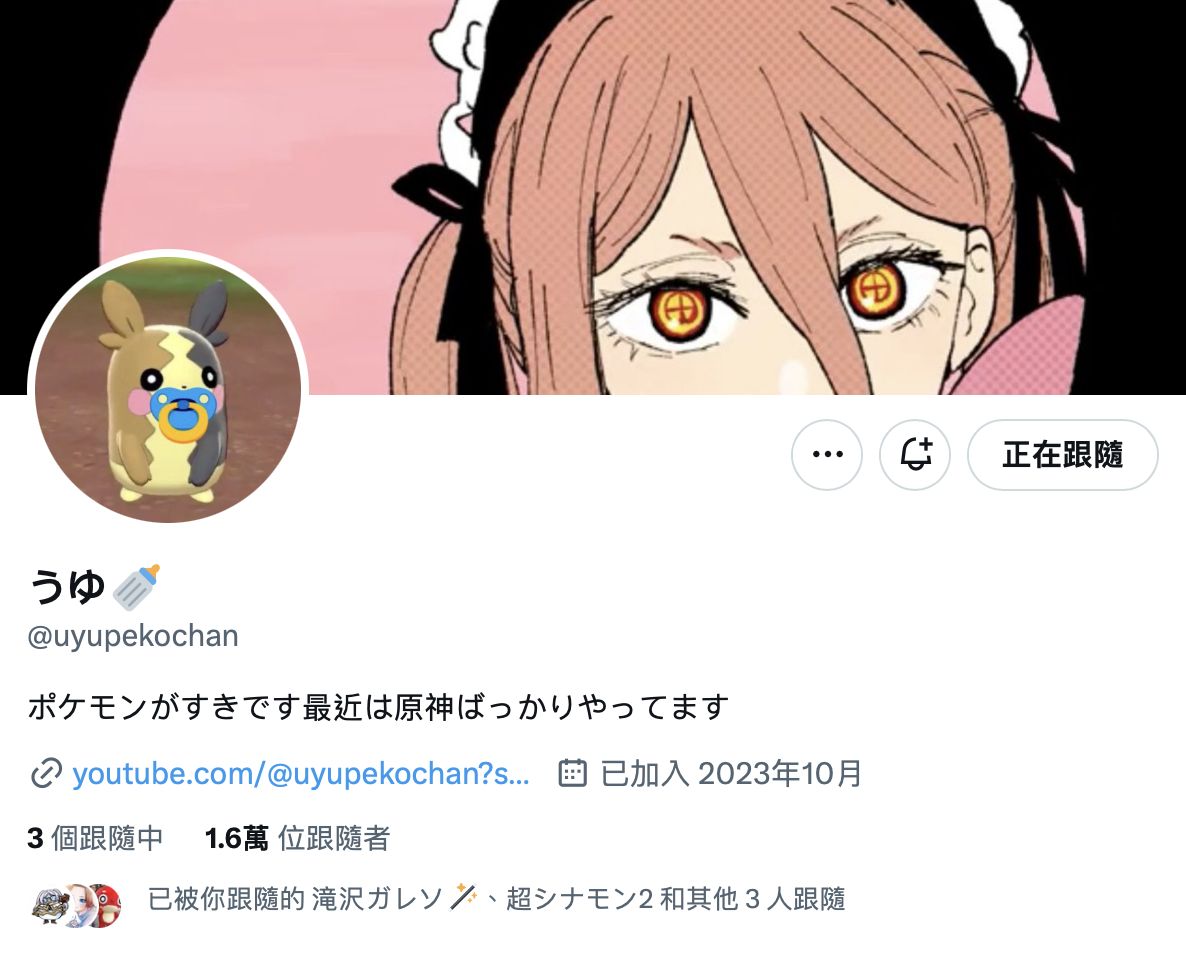 正在跟隨
うゆ🍼
@uyupekochan
ポケモンがすきです最近は原神ばっかりやってます
youtube.com/@uyupekochan?s... 已加入 2023年10月
3 個跟隨中 1.6萬 位跟隨者
已被你跟隨的 滝沢ガレソ🪄、超シナモン2 和其他 3 人跟隨